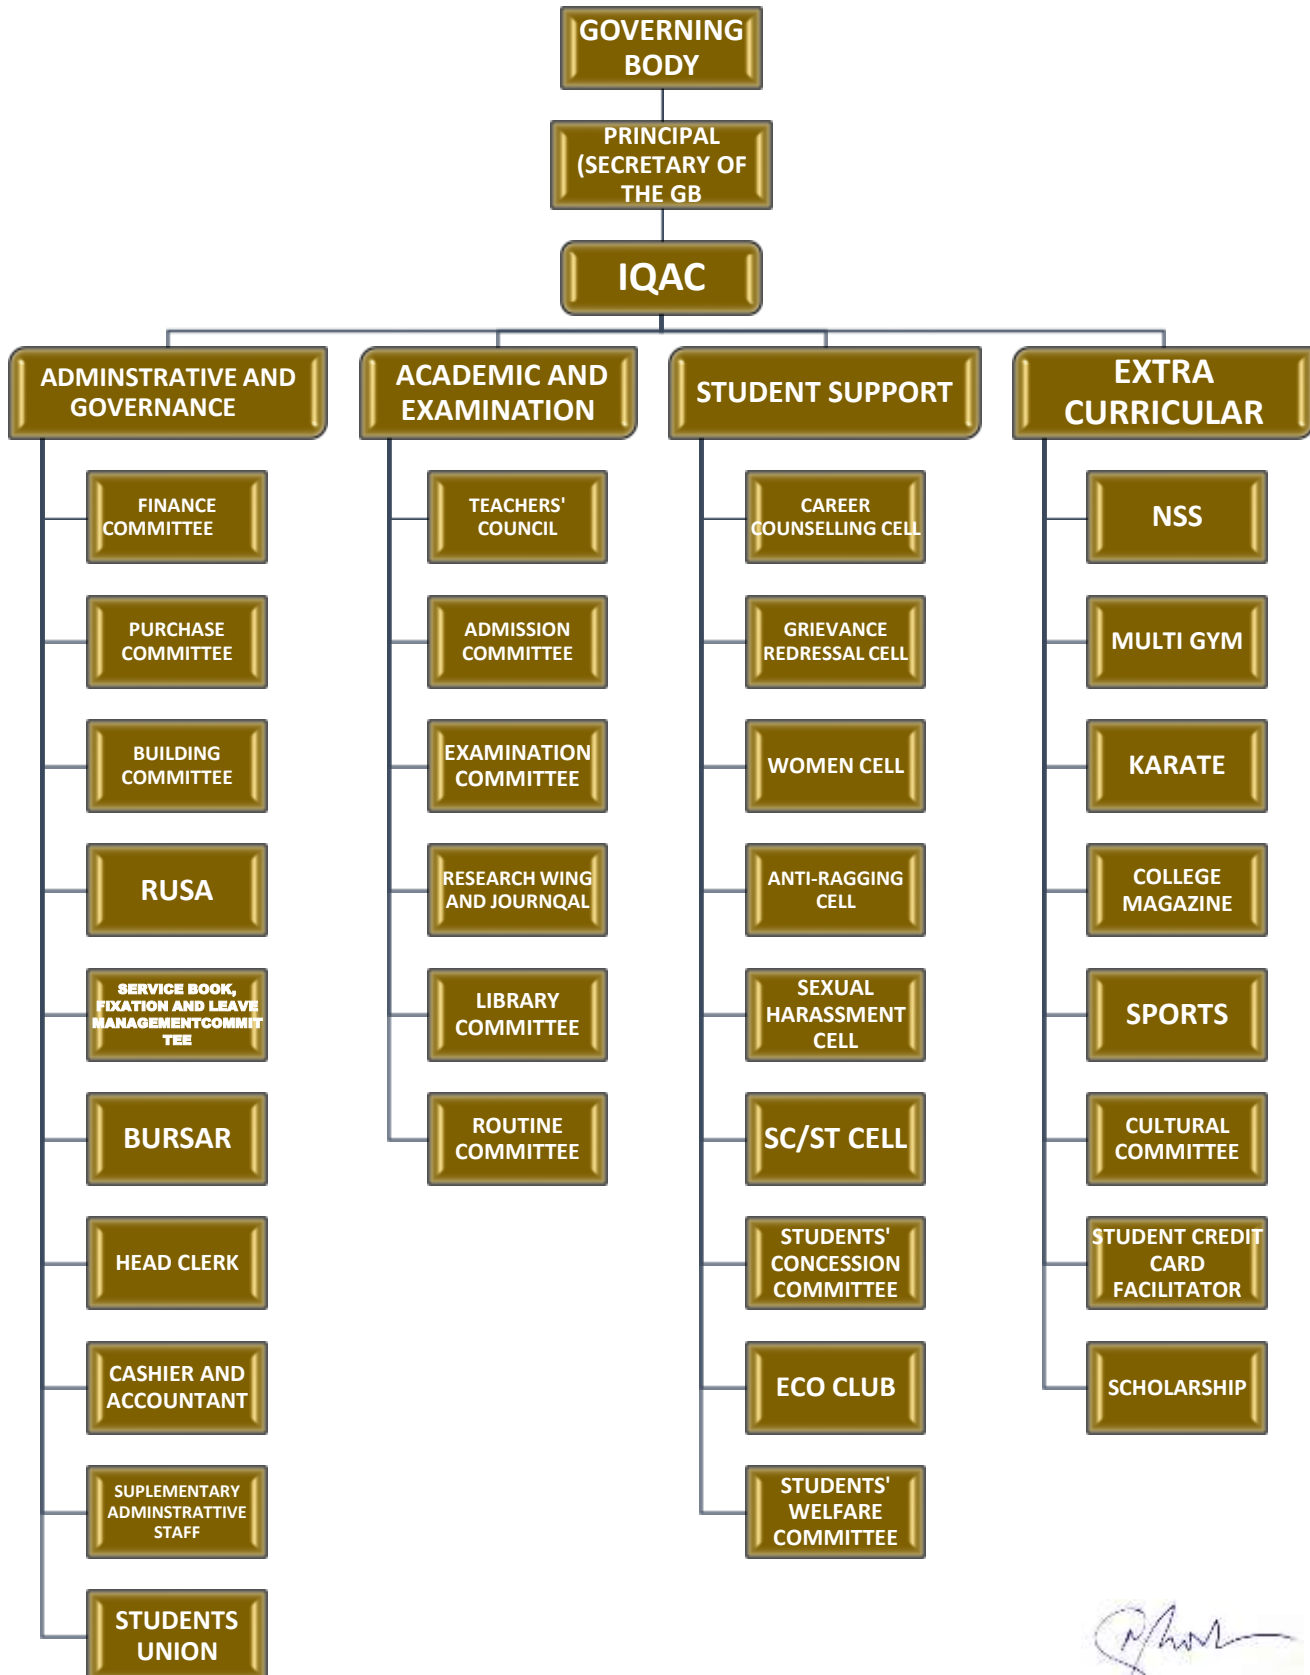 GOVERNING
BODY
PRINCIPAL
(SECRETARY OF
THE GB
IQAC
ADMINSTRATIVE AND
GOVERNANCE
FINANCE
COMMITTEE
PURCHASE
COMMITTEE
BUILDING
COMMITTEE
RUSA
SERVICE BOOK,
FIXATION AND LEAVE
MANAGEMENTCOMMIT
TEE
BURSAR
HEAD CLERK
CASHIER AND
ACCOUNTANT
SUPLEMENTARY
ADMINSTRATTIVE
STAFF
STUDENTS
UNION
ACADEMIC AND
EXAMINATION
TEACHERS'
COUNCIL
ADMISSION
COMMITTEE
EXAMINATION
COMMITTEE
RESEARCH WING
AND JOURNQAL
LIBRARY
COMMITTEE
ROUTINE
COMMITTEE
STUDENT SUPPORT
CAREER
COUNSELLING CELL
GRIEVANCE
REDRESSAL CELL
WOMEN CELL
ANTI-RAGGING
CELL
SEXUAL
HARASSMENT
CELL
SC/ST CELL
STUDENTS'
CONCESSION
COMMITTEE
ECO CLUB
STUDENTS'
WELFARE
COMMITTEE
EXTRA
CURRICULAR
NSS
MULTI GYM
KARATE
COLLEGE
MAGAZINE
SPORTS
CULTURAL
COMMITTEE
STUDENT CREDIT
CARD
FACILITATOR
SCHOLARSHIP